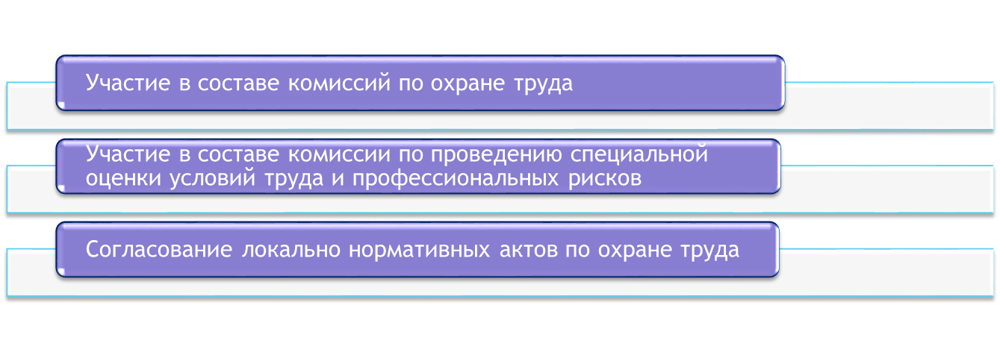 Участие в составе комиссий по охране труда
Участие в составе комиссии по проведению специальной
оценки условий труда и профессиональных рисков
Согласование локально нормативных актов по охране труда